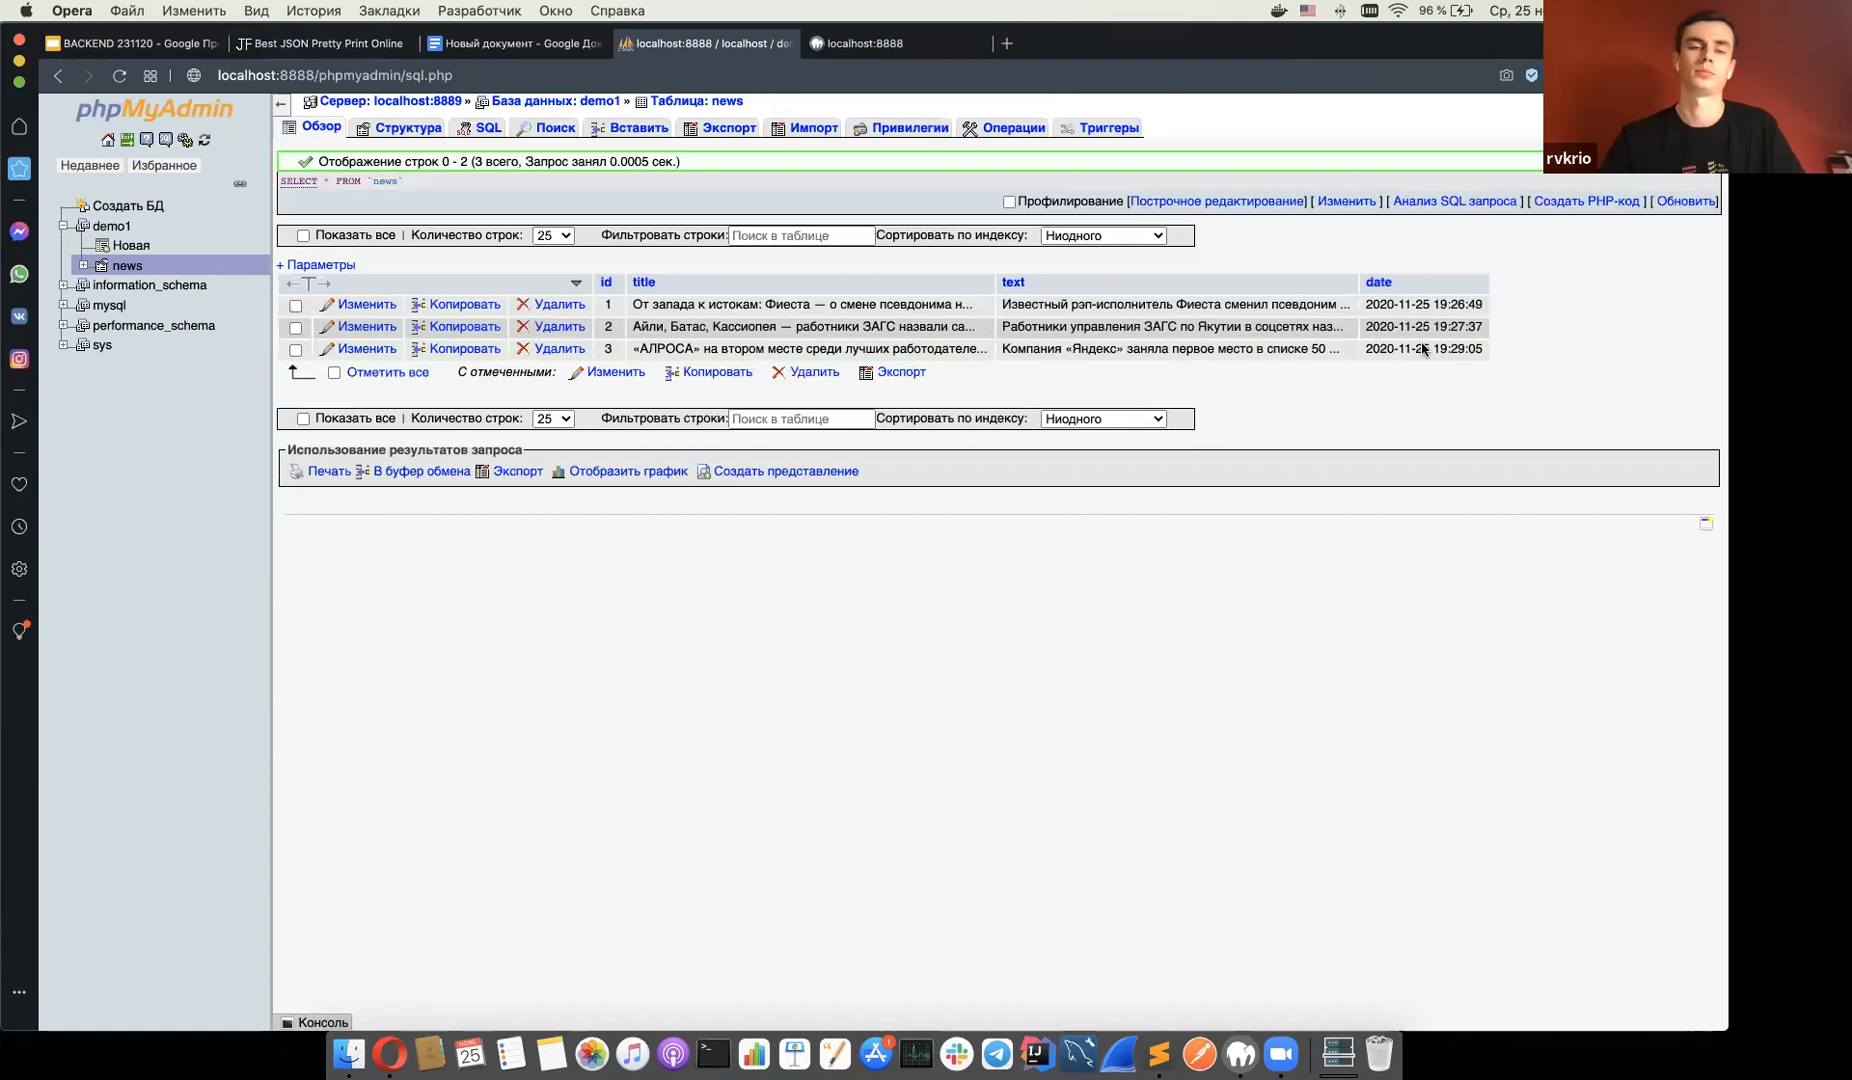 Opera Файл Изменить Вид История Закладки Разработчик Окно Справка 96 % Ср, 25 н
BACKEND 231120 - Google Пр JF Best JSON Pretty Print Online Новый документ - Google До localhost:8888 / localhost / der localhost:8888
localhost:8888/phpmyadmin/sql.php
phpMyAdmin
Недавнее Избранное
Создать БД
demo1
Новая
news
information_schema
mysql
performance_schema
sys
Сервер: localhost:8889 » База данных: demo1 » Таблица: news
Обзор Структура SQL Поиск Вставить Экспорт Импорт Привилегии Операции Триггеры
Отображение строк 0 - 2 (3 всего, Запрос занял 0.0005 сек.)
SELECT * FROM `news`
Профилирование [Построчное редактирование] [ Изменить ] [ Анализ SQL запроса ] [ Создать PHP-код ] [ Обновить]
Показать все | Количество строк: 25 Фильтровать строки: Поиск в таблице Сортировать по индексу: Ниодного
+ Параметры
id title text date
Изменить Копировать Удалить 1 От запада к истокам: Фиеста — о смене псевдонима н... Известный рэп-исполнитель Фиеста сменил псевдоним ... 2020-11-25 19:26:49
Изменить Копировать Удалить 2 Айли, Батас, Кассиопея — работники ЗАГС назвали са... Работники управления ЗАГС по Якутии в соцсетях наз... 2020-11-25 19:27:37
Изменить Копировать Удалить 3 «АЛРОСА» на втором месте среди лучших работодателе... Компания «Яндекс» заняла первое место в списке 50 ... 2020-11-25 19:29:05
Отметить все С отмеченными: Изменить Копировать Удалить Экспорт
Показать все | Количество строк: 25 Фильтровать строки: Поиск в таблице Сортировать по индексу: Ниодного
Использование результатов запроса
Печать В буфер обмена Экспорт Отобразить график Создать представление
Консоль
rvkrio